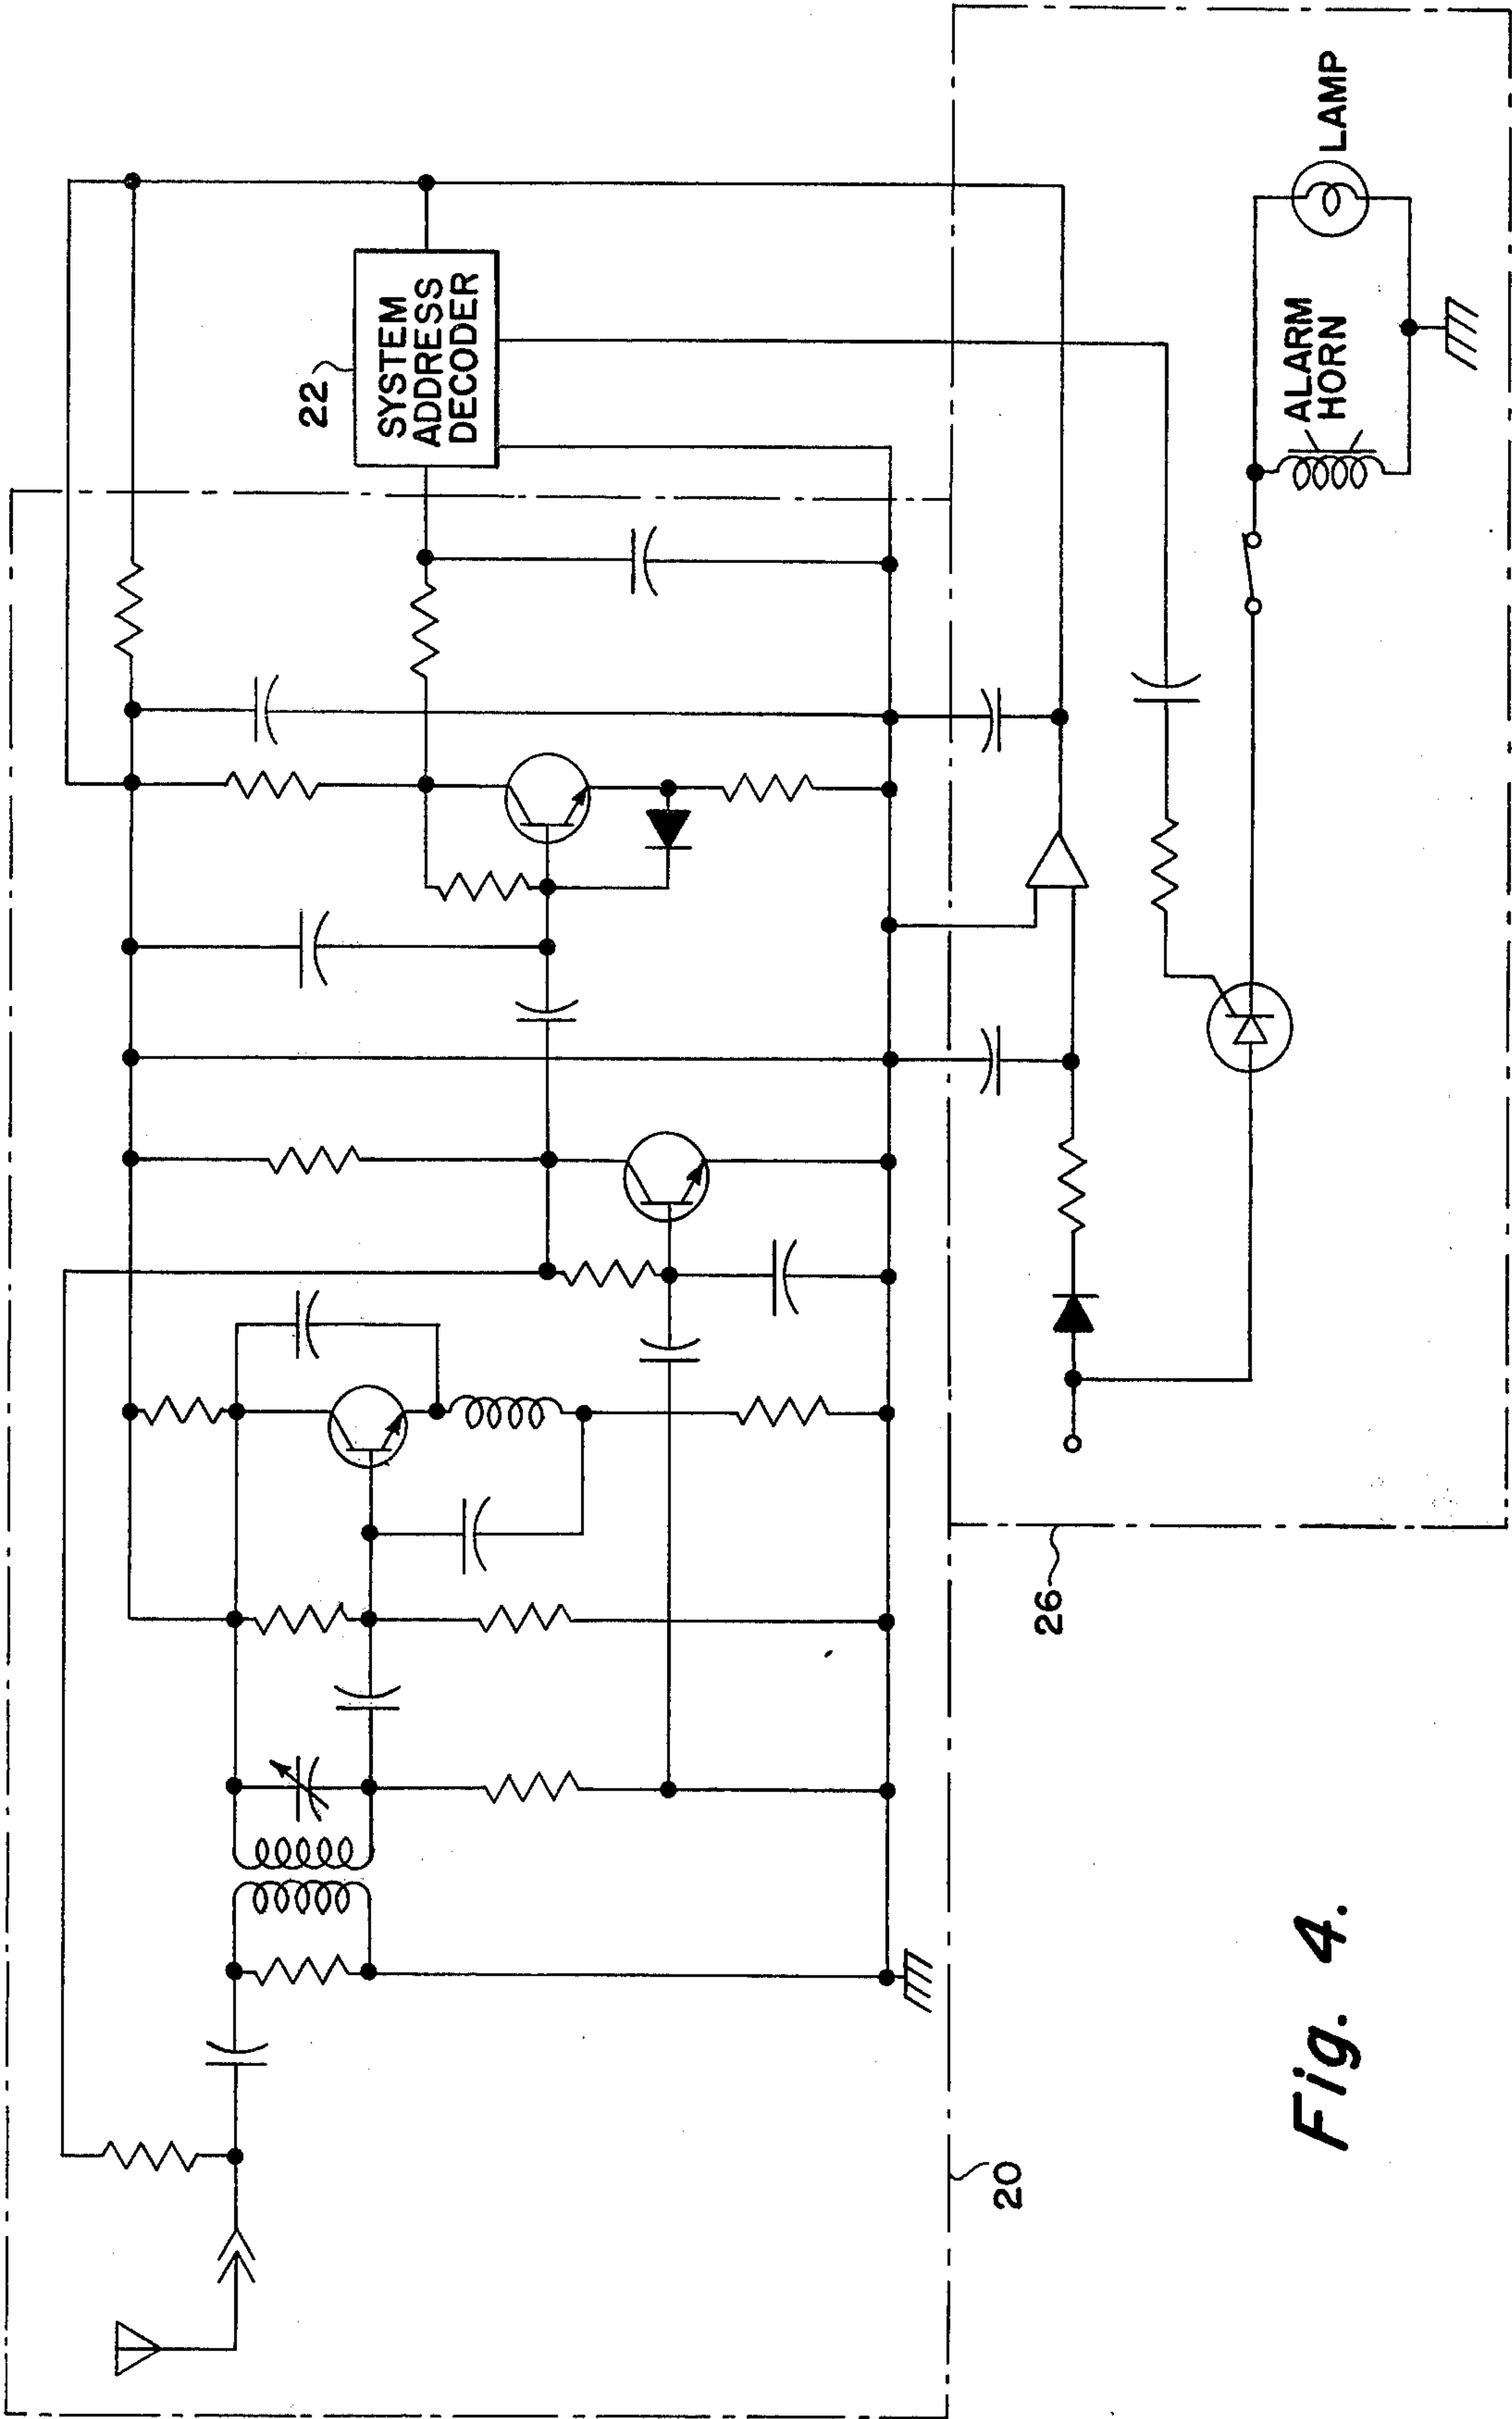 22
SYSTEM
ADDRESS
DECODER
20
26
ALARM
HORN
LAMP
Fig. 4.